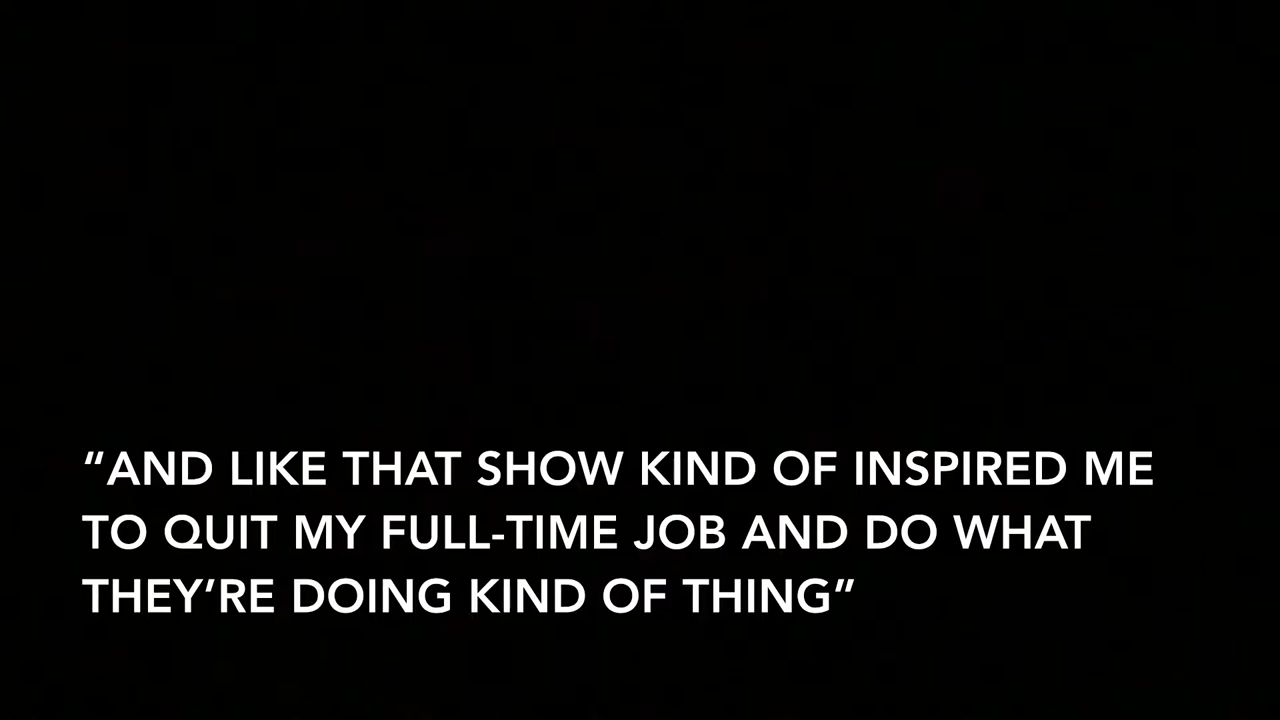 “AND LIKE THAT SHOW KIND OF INSPIRED ME
TO QUIT MY FULL-TIME JOB AND DO WHAT
THEY’RE DOING KIND OF THING”